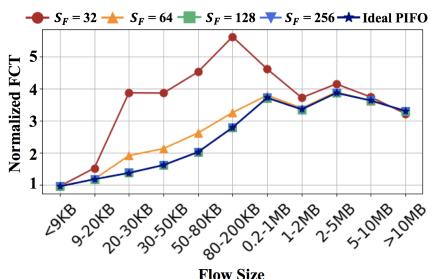 S_F = 32 S_F = 64 S_F = 128 S_F = 256 Ideal PIFO
Normalized FCT
5
4
3
2
1
<9KB 9-20KB 20-30KB 30-50KB 50-80KB 80-200KB 0.2-1MB 1-2MB 2-5MB 5-10MB >10MB
Flow Size